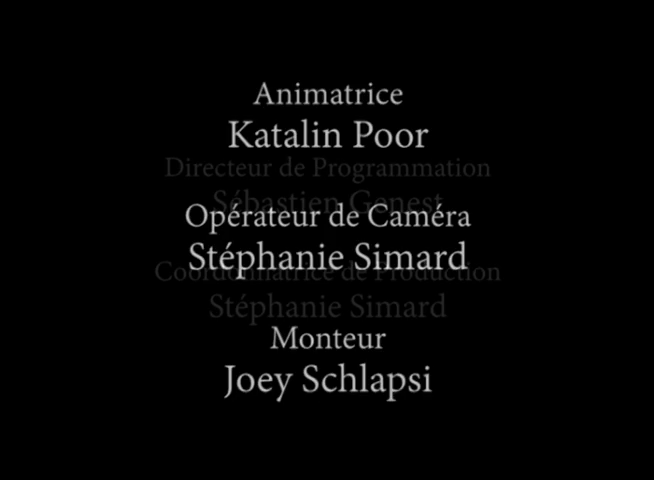 Animatrice
Katalin Poor
Directeur de Programmation
Sébastien Genest
Opérateur de Caméra
Stéphanie Simard
Coordonnatrice de Production
Stéphanie Simard
Monteur
Joey Schlapsi